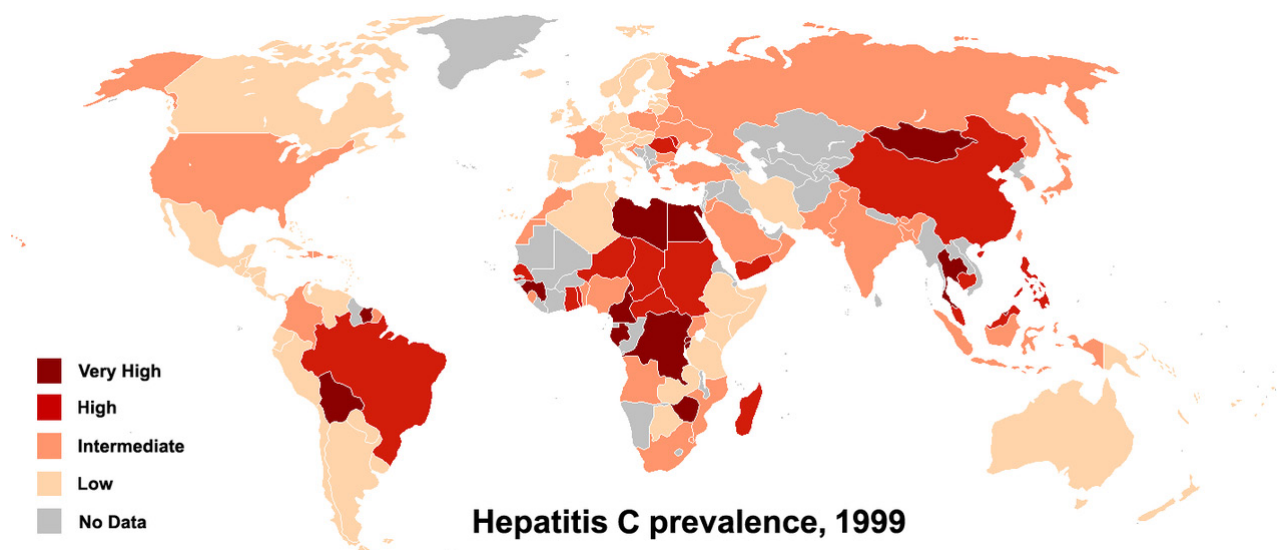 Very High
High
Intermediate
Low
No Data
Hepatitis C prevalence, 1999